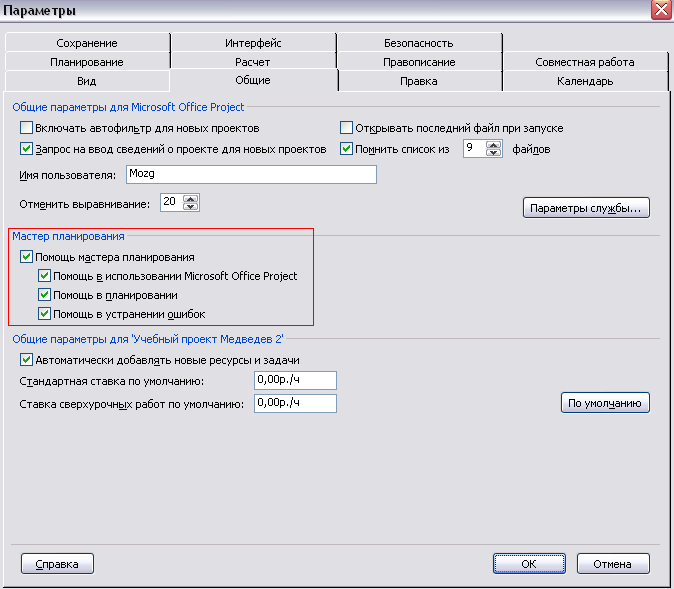 Параметры
Сохранение Интерфейс Безопасность
Планирование Расчет Правописание Совместная работа
Вид Общие Правка Календарь
Общие параметры для Microsoft Office Project
Включать автофильтр для новых проектов Открывать последний файл при запуске
Запрос на ввод сведений о проекте для новых проектов Помнить список из 9 файлов
Имя пользователя: Mozg
Отменить выравнивание: 20
Параметры службы...
Мастер планирования
Помощь мастера планирования
Помощь в использовании Microsoft Office Project
Помощь в планировании
Помощь в устранении ошибок
Общие параметры для 'Учебный проект Медведев 2'
Автоматически добавлять новые ресурсы и задачи
Стандартная ставка по умолчанию: 0,00р./ч
Ставка сверхурочных работ по умолчанию: 0,00р./ч
По умолчанию
Справка ОК Отмена